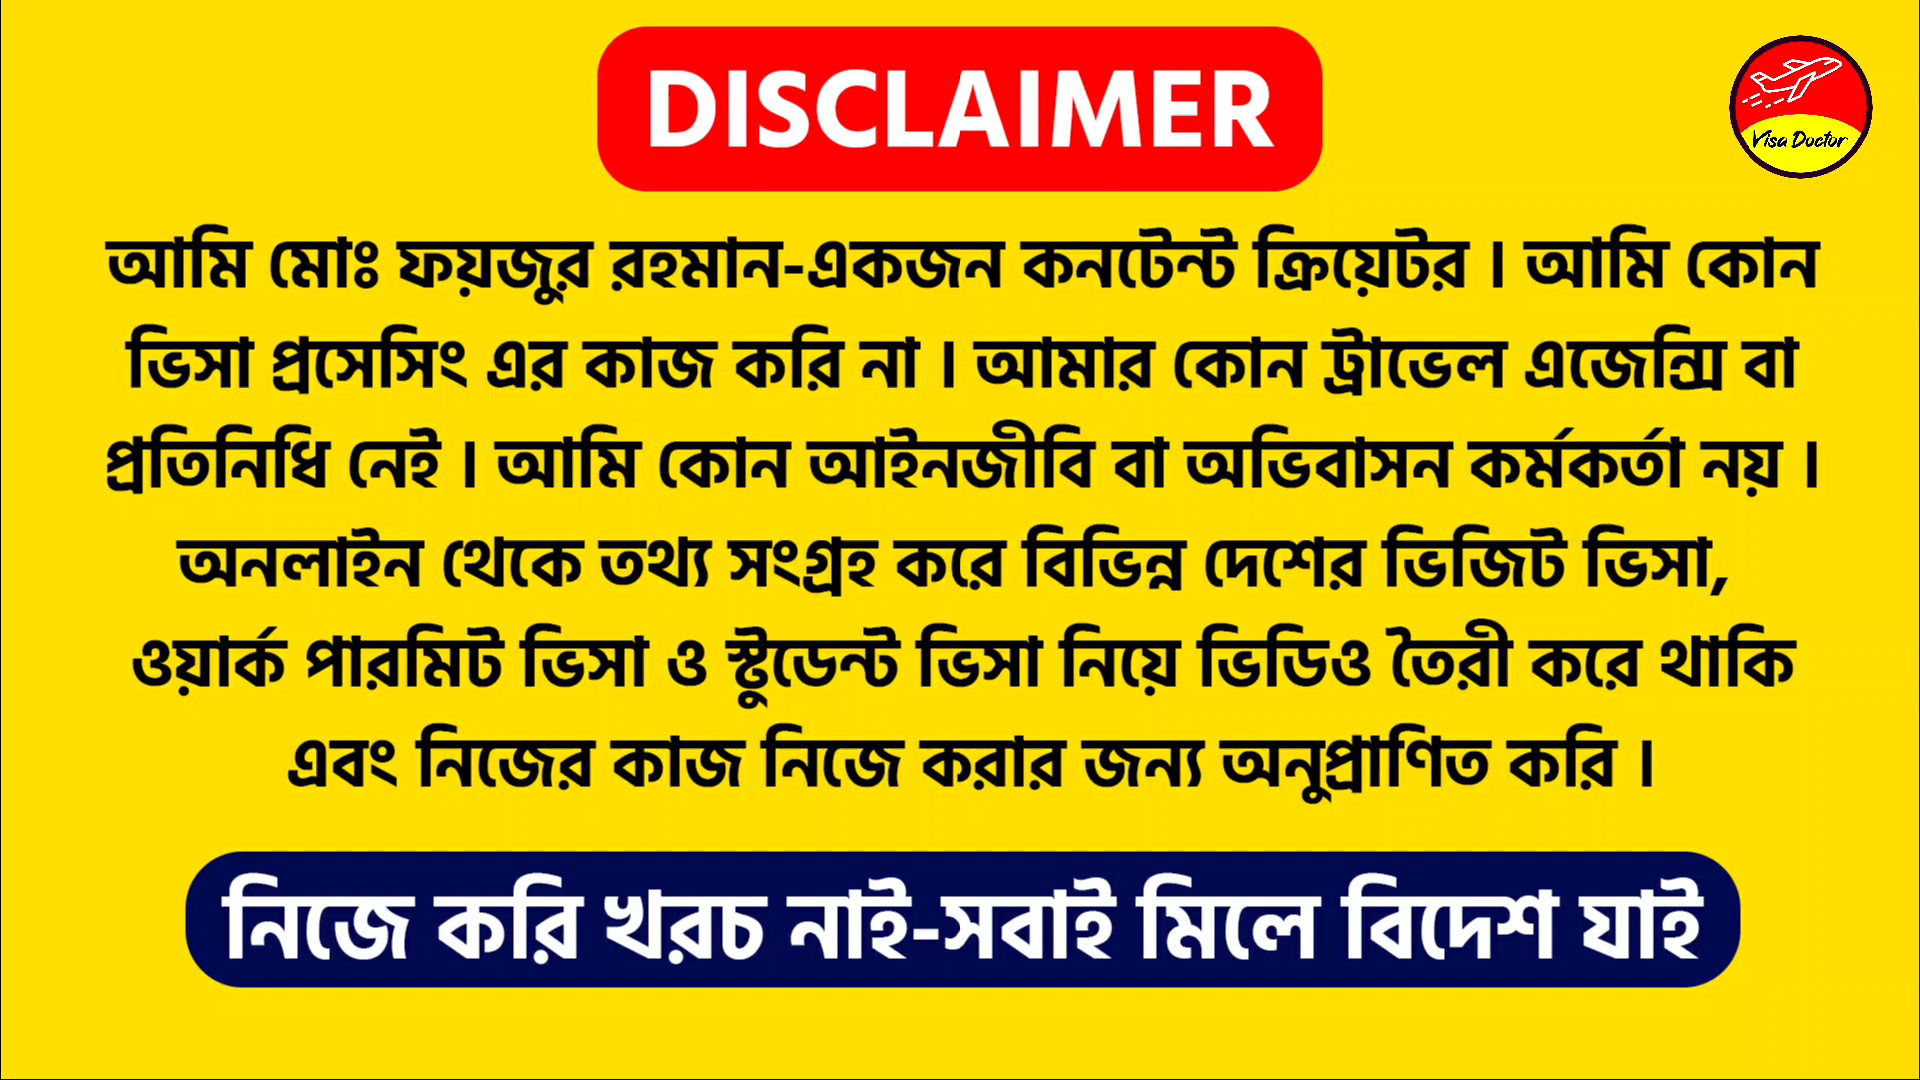 DISCLAIMER
Visa Doctor
আমি মোঃ ফয়জুর রহমান-একজন কনটেন্ট ক্রিয়েটর । আমি কোন
ভিসা প্রসেসিং এর কাজ করি না । আমার কোন ট্রাভেল এজেন্সি বা
প্রতিনিধি নেই । আমি কোন আইনজীবি বা অভিবাসন কর্মকর্তা নয় ।
অনলাইন থেকে তথ্য সংগ্রহ করে বিভিন্ন দেশের ভিজিট ভিসা,
ওয়ার্ক পারমিট ভিসা ও স্টুডেন্ট ভিসা নিয়ে ভিডিও তৈরী করে থাকি
এবং নিজের কাজ নিজে করার জন্য অনুপ্রাণিত করি ।
নিজে করি খরচ নাই-সবাই মিলে বিদেশ যাই